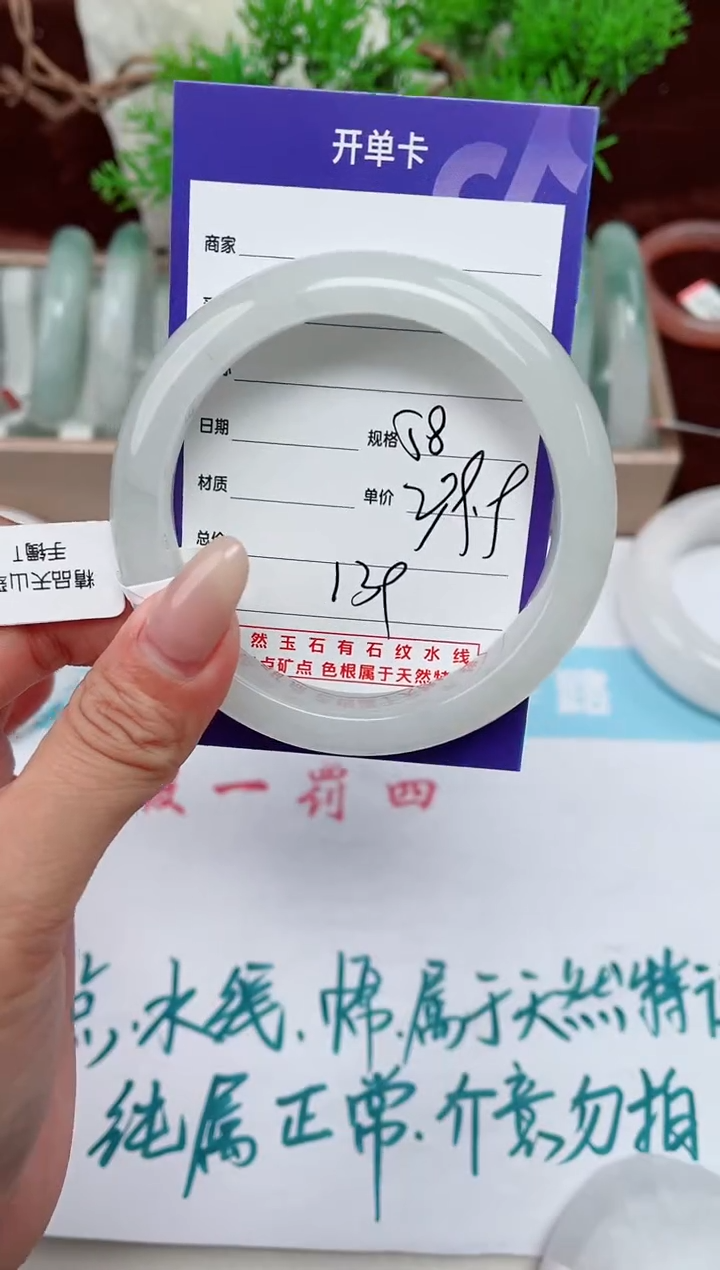 开单卡
商家
日期
规格 58
材质
单价 239.9
总价
139
然玉石有石纹水线
点矿点 色根属于天然特
精品天山
手镯
一罚四
点.水线.棉.属于天然特
纯属正常.介意勿拍